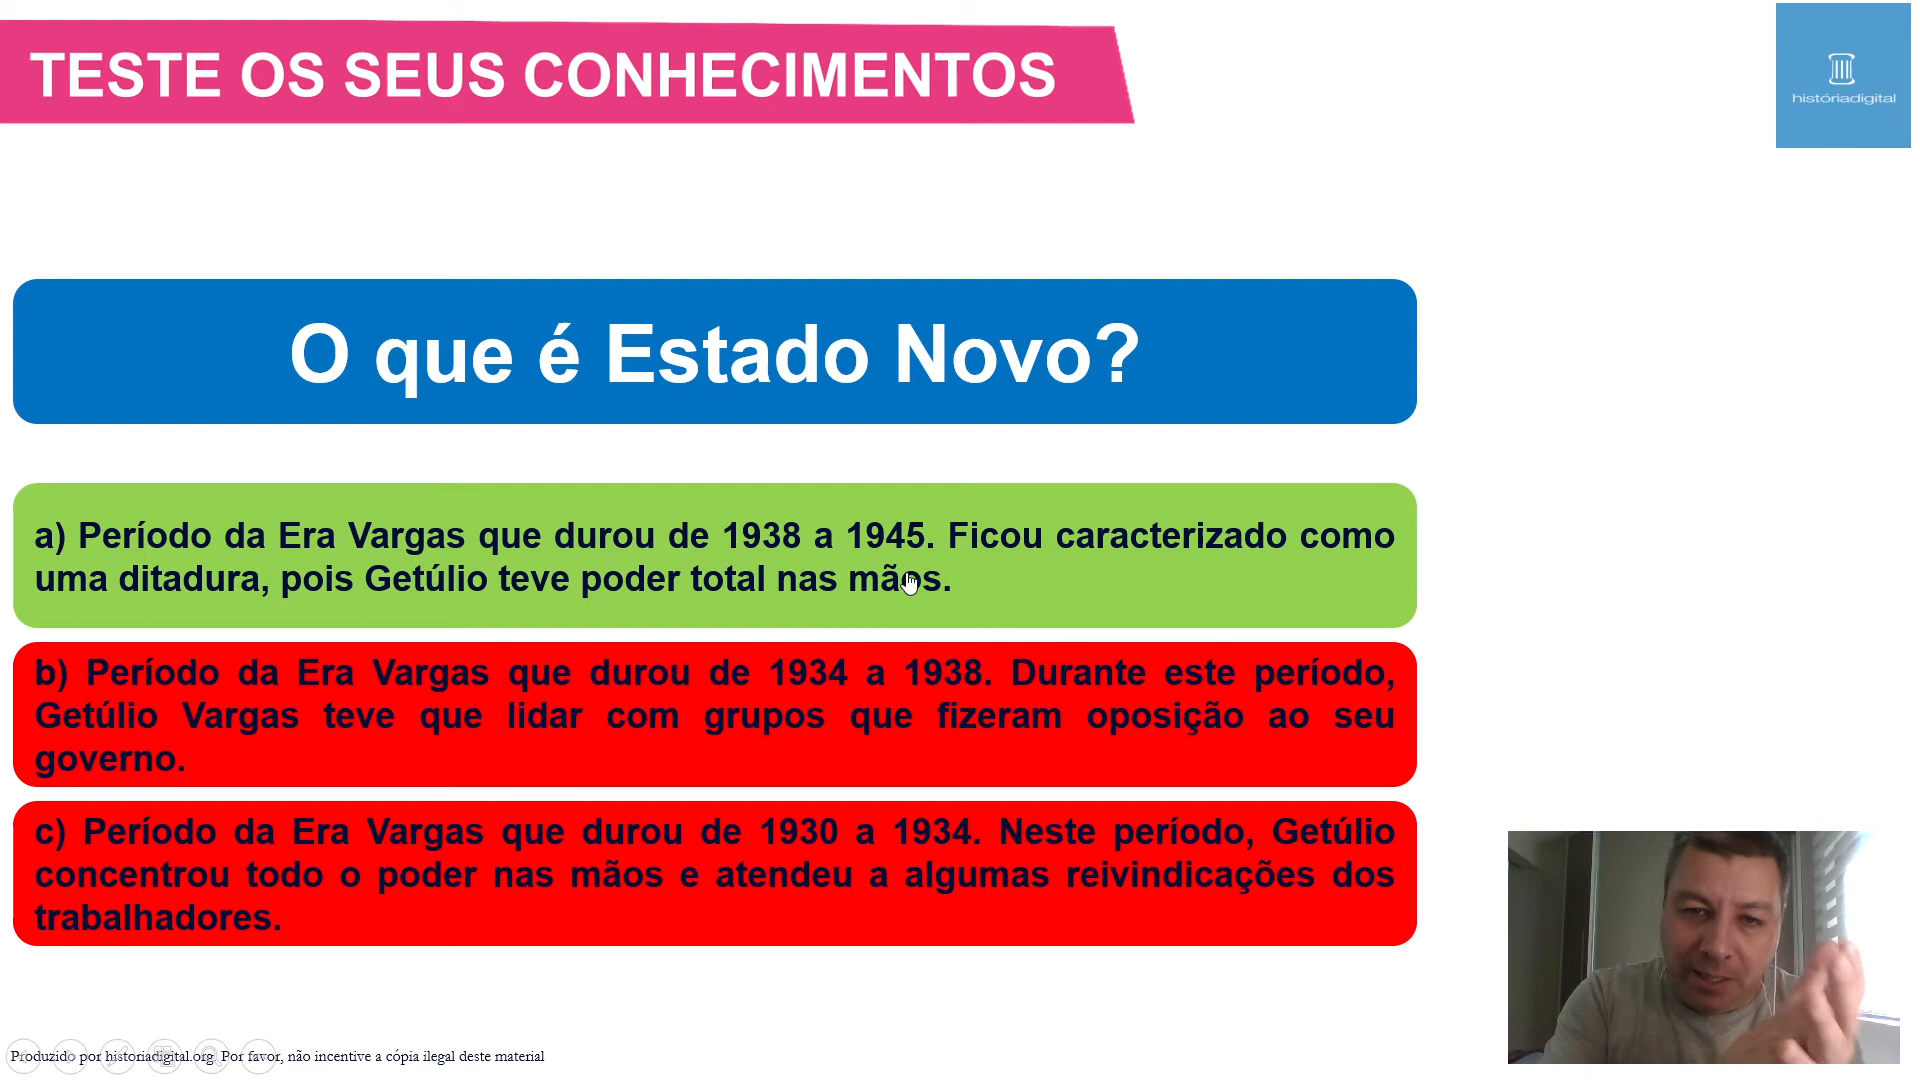 TESTE OS SEUS CONHECIMENTOS
históriadigital
O que é Estado Novo?
a) Período da Era Vargas que durou de 1938 a 1945. Ficou caracterizado como
uma ditadura, pois Getúlio teve poder total nas mãos.
b) Período da Era Vargas que durou de 1934 a 1938. Durante este período,
Getúlio Vargas teve que lidar com grupos que fizeram oposição ao seu
governo.
c) Período da Era Vargas que durou de 1930 a 1934. Neste período, Getúlio
concentrou todo o poder nas mãos e atendeu a algumas reivindicações dos
trabalhadores.
Produzido por historiadigital.org. Por favor, não incentive a cópia ilegal deste material